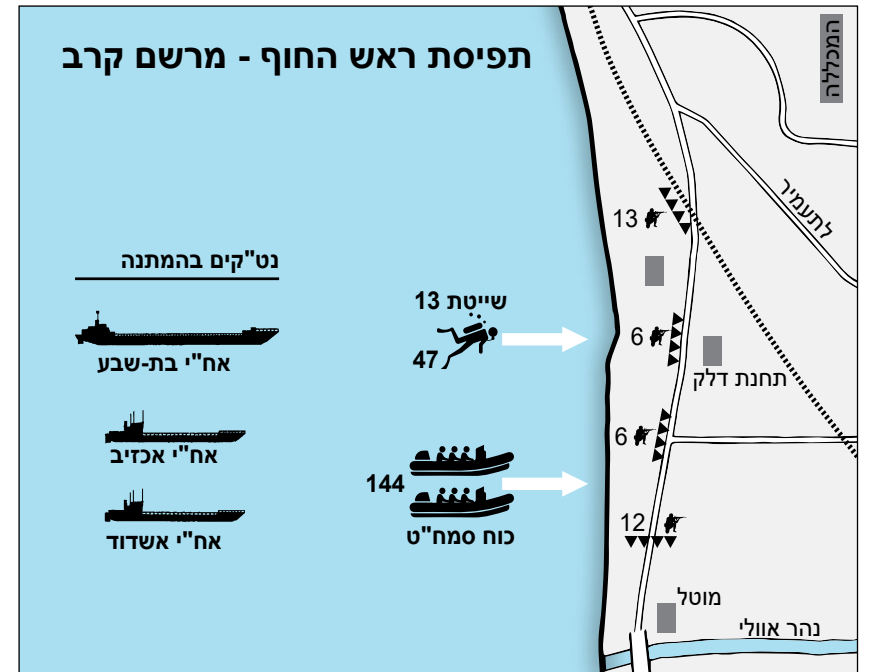 תפיסת ראש החוף - מרשם קרב
המכללה
לתעמיר
13
נט"קים בהמתנה
שייטת 13
47
אח"י בת-שבע
6
תחנת דלק
6
אח"י אכזיב
144
כוח סמח"ט
12
אח"י אשדוד
מוטל
נהר אוולי